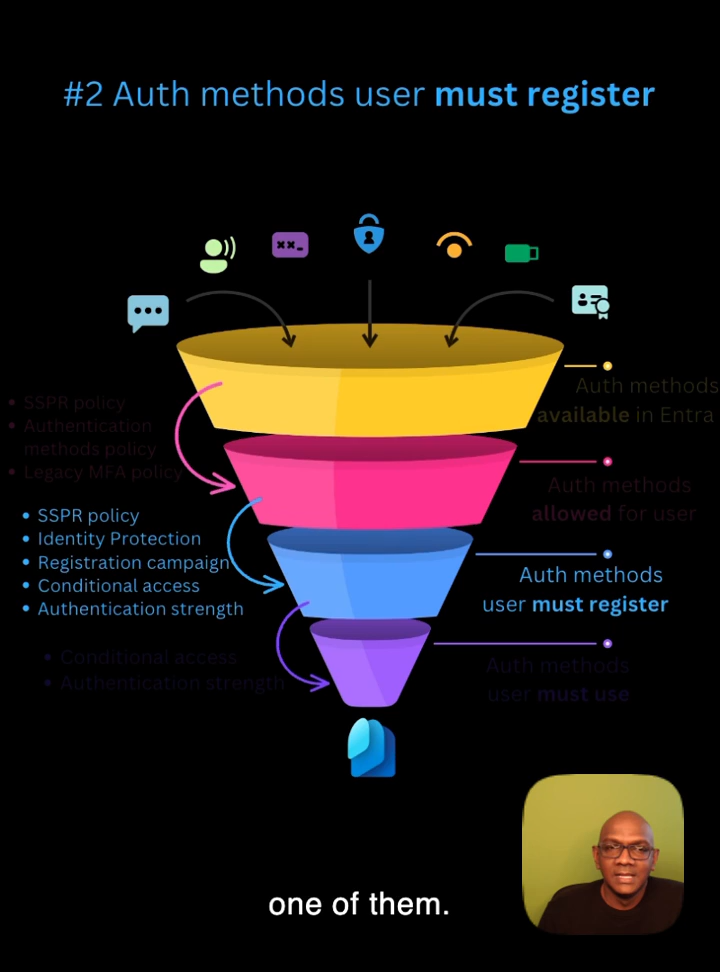 #2 Auth methods user must register
xx_
Auth methods
available in Entra
• SSPR policy
• Authentication
methods policy
• Legacy MFA policy
Auth methods
allowed for user
• SSPR policy
• Identity Protection
• Registration campaign
• Conditional access
• Authentication strength
Auth methods
user must register
• Conditional access
• Authentication strength
Auth methods
user must use
one of them.